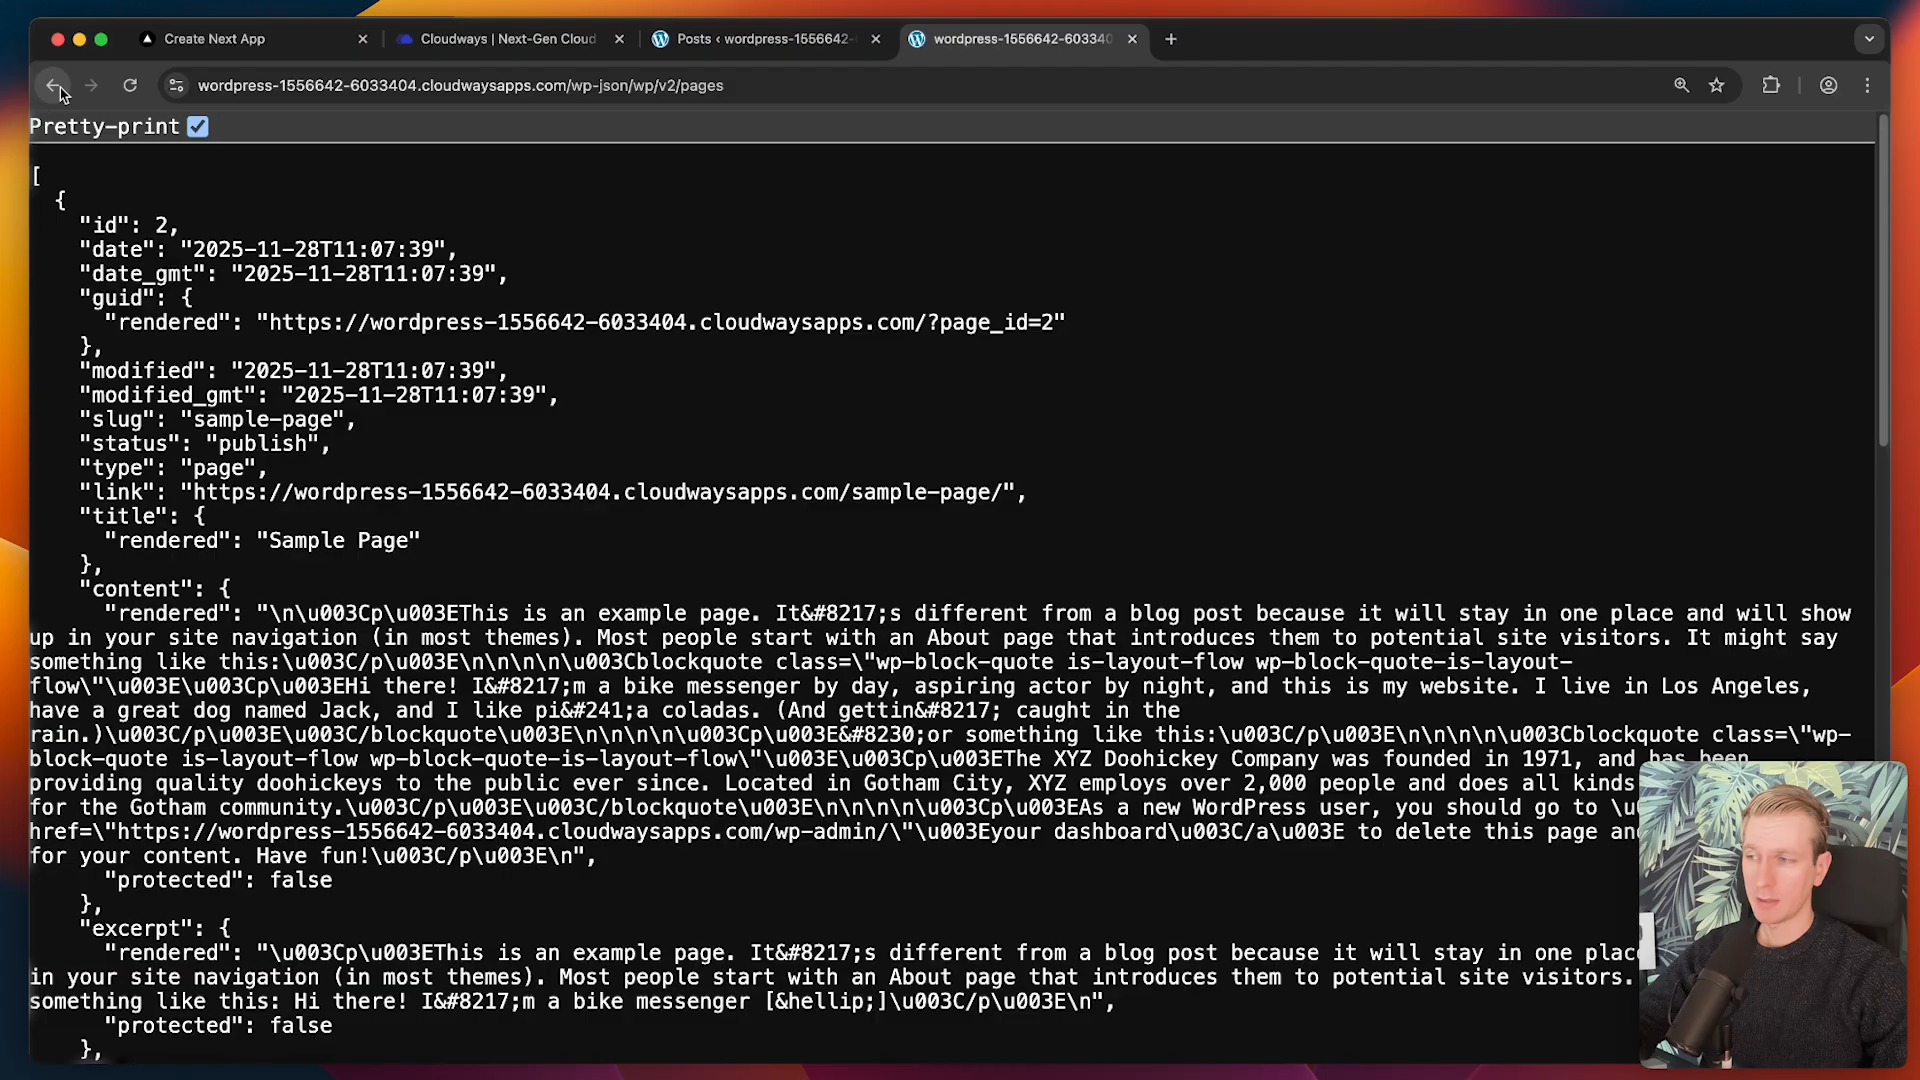 Create Next App
Cloudways | Next-Gen Cloud
Posts < wordpress-1556642-
wordpress-1556642-603340
wordpress-1556642-6033404.cloudwaysapps.com/wp-json/wp/v2/pages
Pretty-print
[
{
"id": 2,
"date": "2025-11-28T11:07:39",
"date_gmt": "2025-11-28T11:07:39",
"guid": {
"rendered": "https://wordpress-1556642-6033404.cloudwaysapps.com/?page_id=2"
},
"modified": "2025-11-28T11:07:39",
"modified_gmt": "2025-11-28T11:07:39",
"slug": "sample-page",
"status": "publish",
"type": "page",
"link": "https://wordpress-1556642-6033404.cloudwaysapps.com/sample-page/",
"title": {
"rendered": "Sample Page"
},
"content": {
"rendered": "\n\u003Cp\u003EThis is an example page. It&#8217;s different from a blog post because it will stay in one place and will show
up in your site navigation (in most themes). Most people start with an About page that introduces them to potential site visitors. It might say
something like this:\u003C/p\u003E\n\n\n\n\u003Cblockquote class=\"wp-block-quote is-layout-flow wp-block-quote-is-layout-
flow\"\u003E\u003Cp\u003EHi there! I&#8217;m a bike messenger by day, aspiring actor by night, and this is my website. I live in Los Angeles,
have a great dog named Jack, and I like pi&#241;a coladas. (And gettin&#8217; caught in the
rain.)\u003C/p\u003E\u003C/blockquote\u003E\n\n\n\n\u003Cp\u003E&#8230;or something like this:\u003C/p\u003E\n\n\n\n\u003Cblockquote class=\"wp-
block-quote is-layout-flow wp-block-quote-is-layout-flow\"\u003E\u003Cp\u003EThe XYZ Doohickey Company was founded in 1971, and has been
providing quality doohickeys to the public ever since. Located in Gotham City, XYZ employs over 2,000 people and does all kinds
for the Gotham community.\u003C/p\u003E\u003C/blockquote\u003E\n\n\n\n\u003Cp\u003EAs a new WordPress user, you should go to \u
href=\"https://wordpress-1556642-6033404.cloudwaysapps.com/wp-admin/\"\u003Eyour dashboard\u003C/a\u003E to delete this page an
for your content. Have fun!\u003C/p\u003E\n",
"protected": false
},
"excerpt": {
"rendered": "\u003Cp\u003EThis is an example page. It&#8217;s different from a blog post because it will stay in one plac
in your site navigation (in most themes). Most people start with an About page that introduces them to potential site visitors.
something like this: Hi there! I&#8217;m a bike messenger [&hellip;]\u003C/p\u003E\n",
"protected": false
},